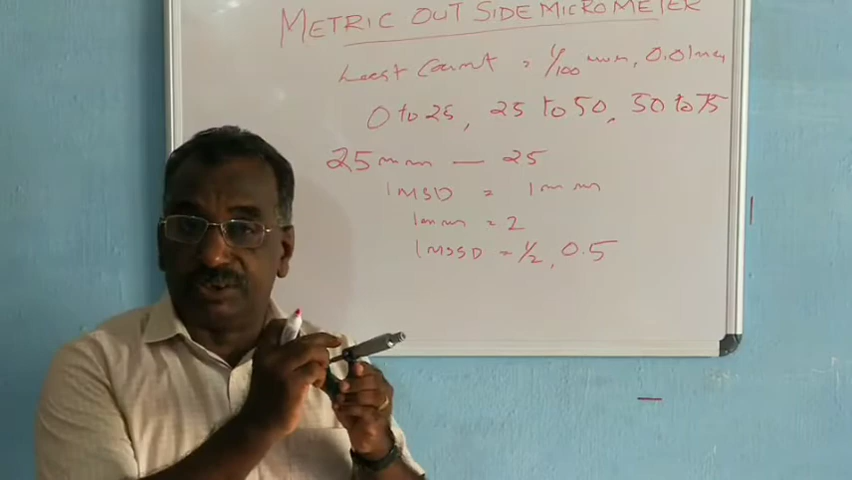 METRIC OUT SIDE MICROMETER
Least Count = 1/100 mm, 0.01mm
0 to 25, 25 to 50, 50 to 75
25mm — 25
1MSD = 1mm
1mm = 2
1MSSD = 1/2, 0.5